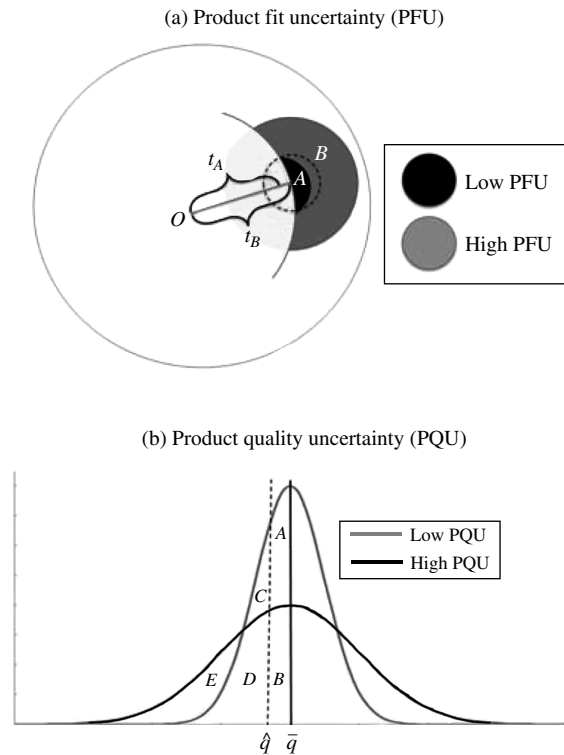 (a) Product fit uncertainty (PFU)
t_A
B
A
O
t_B
Low PFU
High PFU
(b) Product quality uncertainty (PQU)
A
Low PQU
High PQU
C
E D B
q̂ q̄